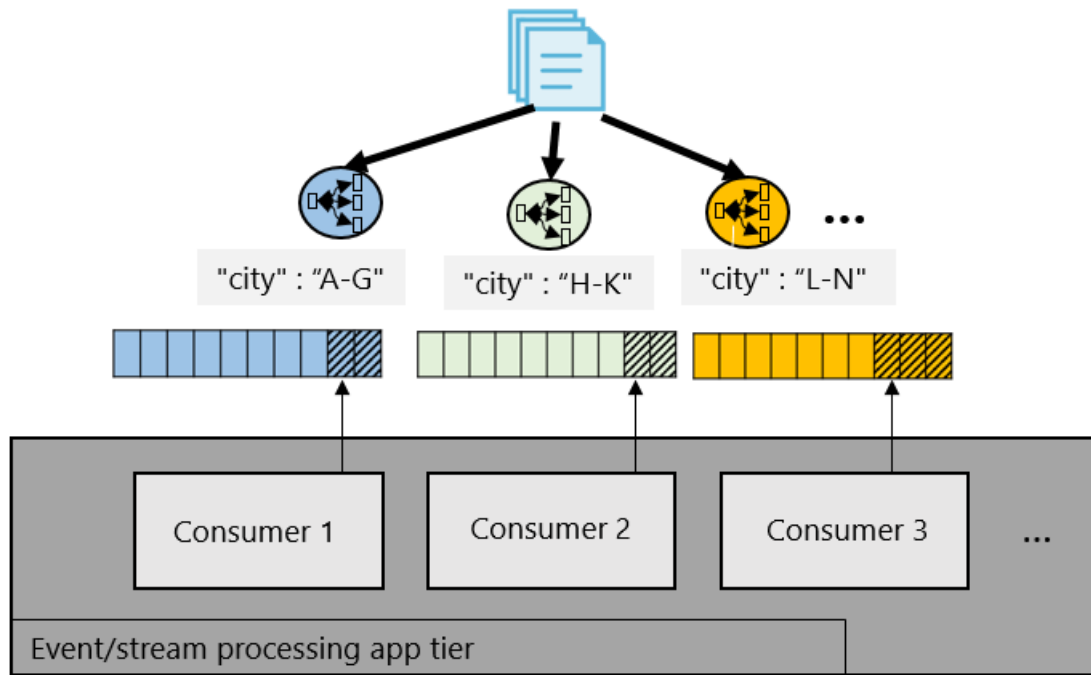 ...
"city" : “A-G"
"city" : “H-K"
"city" : “L-N"
Consumer 1
Consumer 2
Consumer 3
...
Event/stream processing app tier